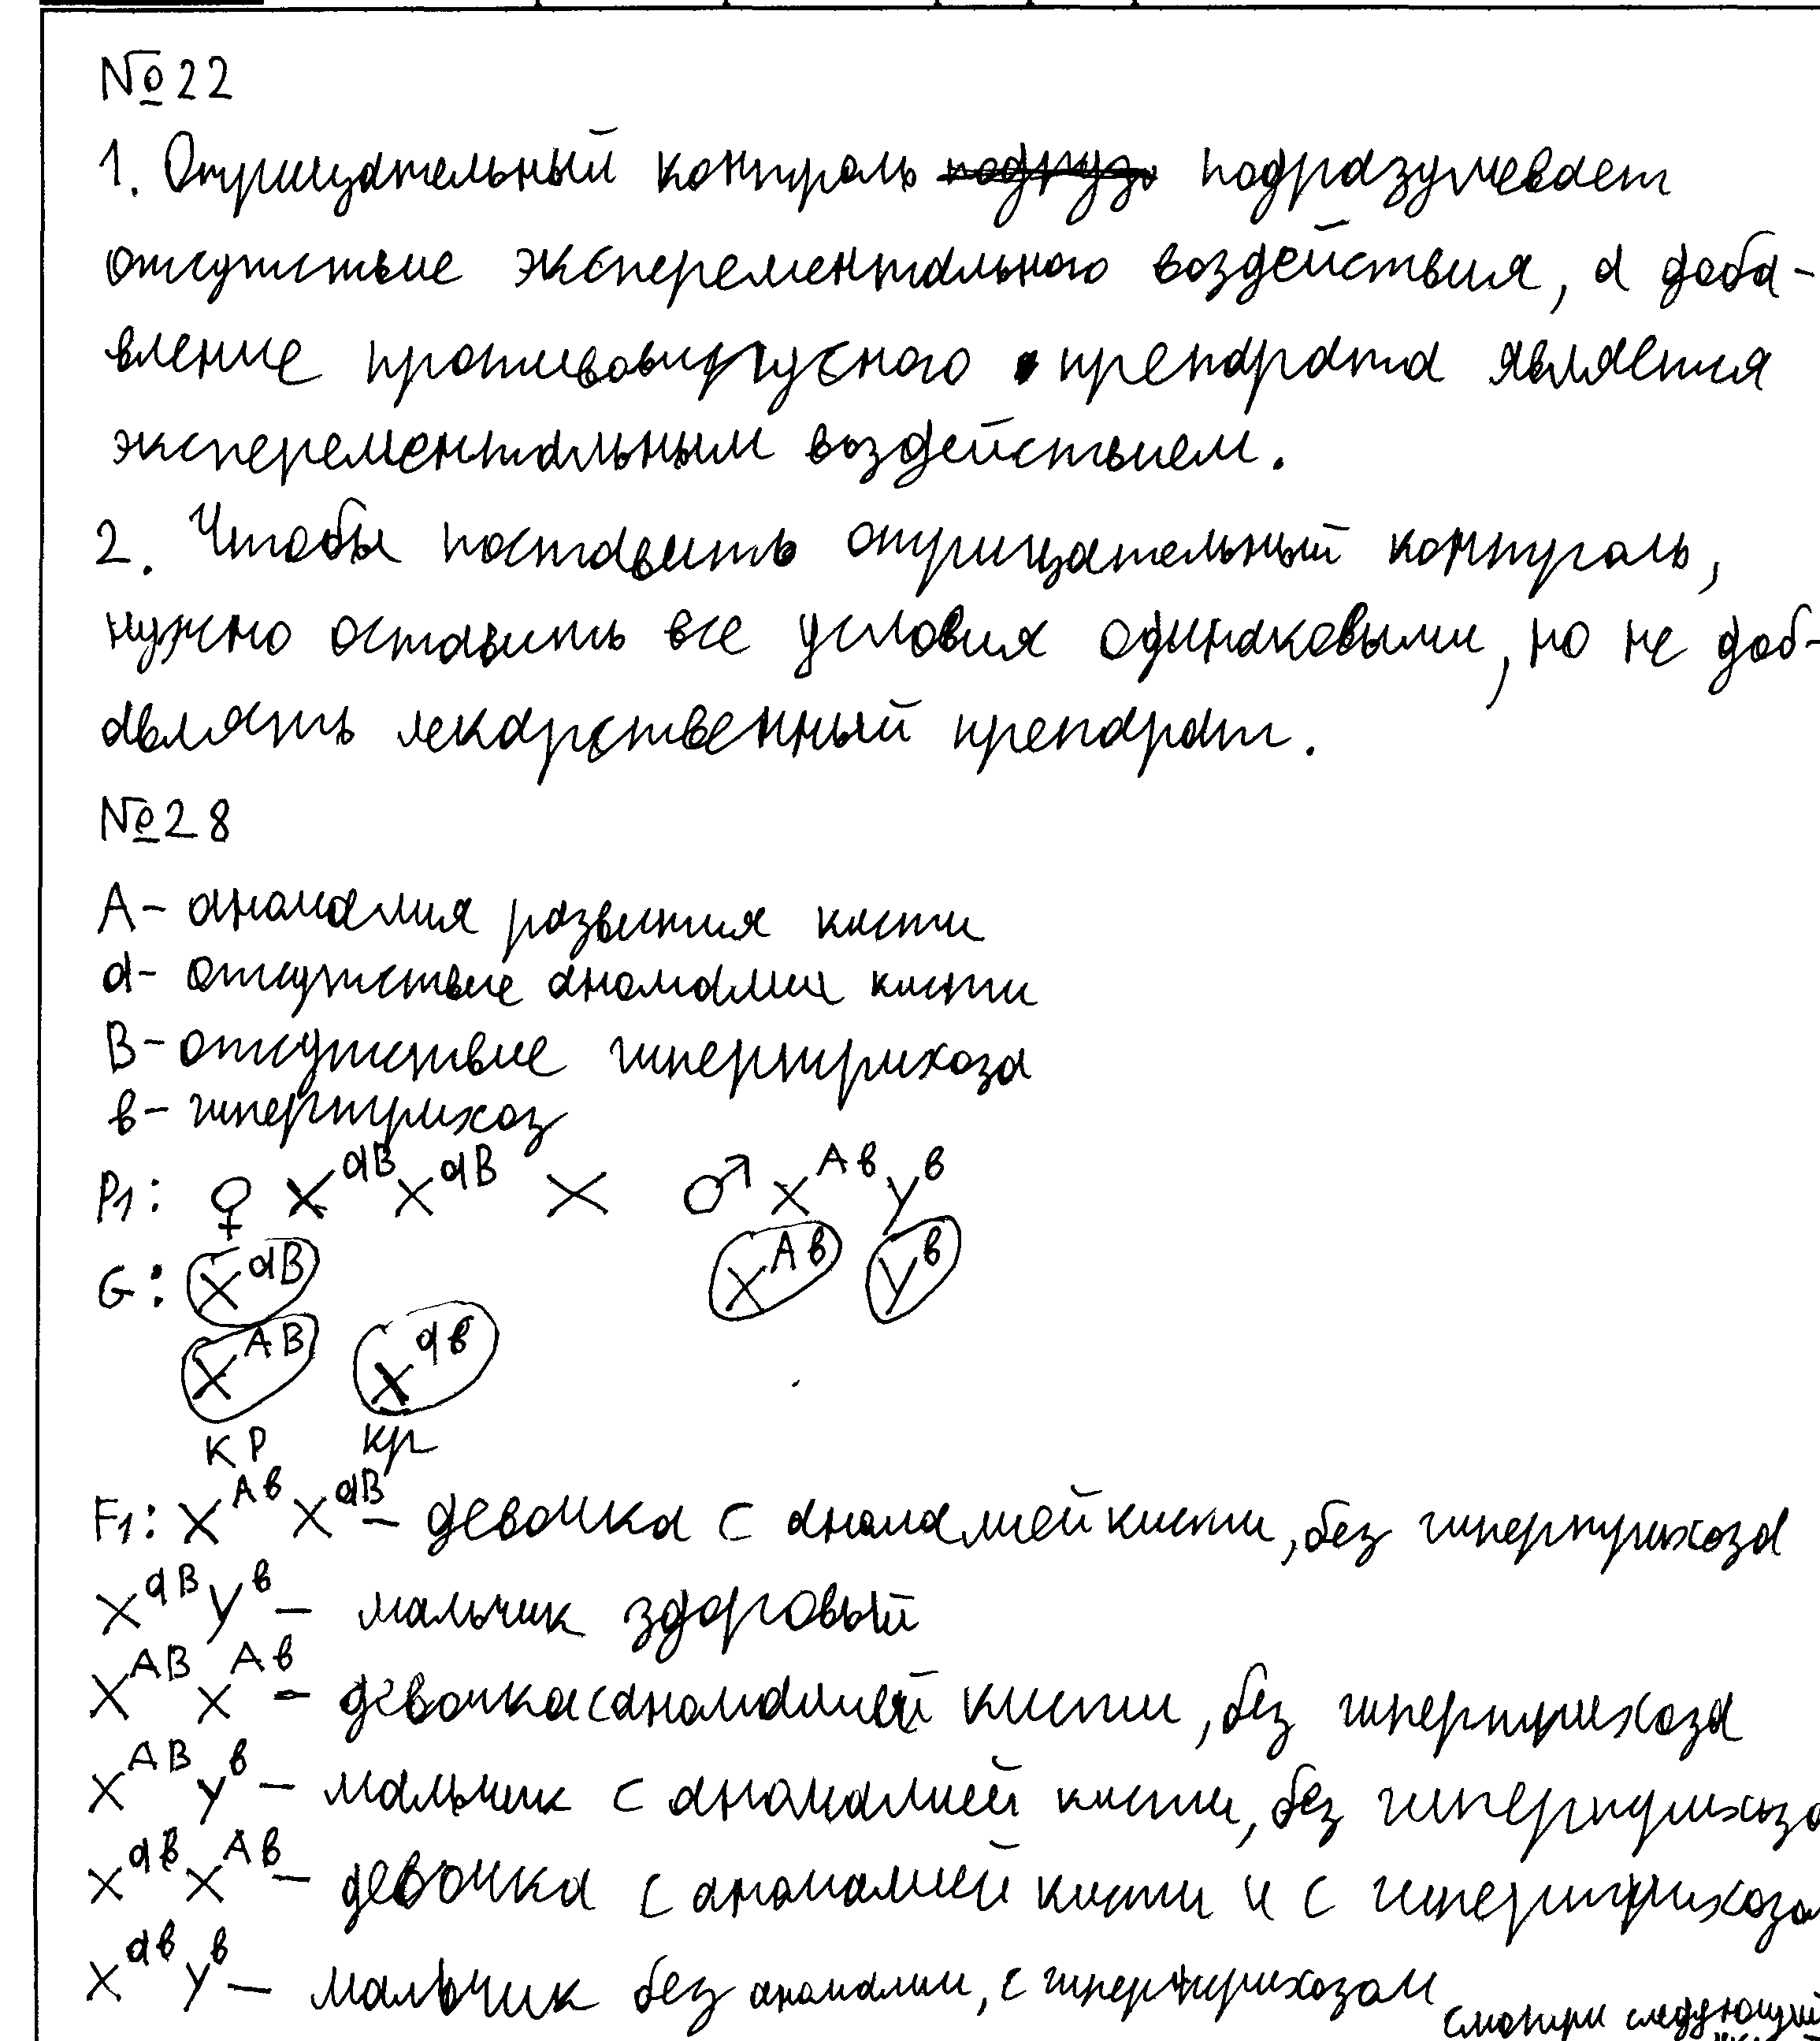 №22
1. Отрицательный контроль подразумевает
отсутствие эксперементального воздействия, а доба-
вление противовирусного препарата является
эксперементальным воздействием.
2. Чтобы поставить отрицательный контроль,
нужно оставить все условия одинаковыми, но не доб-
авлять лекарственный препарат.
№28
А- аномалия развития кисти
а- отсутствие аномалии кисти
В- отсутствие гипертрихоза
в- гипертрихоз
P1: ♀ X^aB X^aB × ♂ X^Aв Y^в
G: X^aB X^Aв Y^в
X^AB X^aв
КР кр
F1: X^Aв X^aB – девочка с аномалией кисти, без гипертрихоза
X^aB Y^в – мальчик здоровый
X^AB X^Aв – девочка с аномалией кисти, без гипертрихоза
X^AB Y^в – мальчик с аномалией кисти, без гипертрихоза
X^aв X^Aв – девочка с аномалией кисти и с гипертрихозом
X^aв Y^в – мальчик без аномалии, с гипертрихозом
смотри следующий